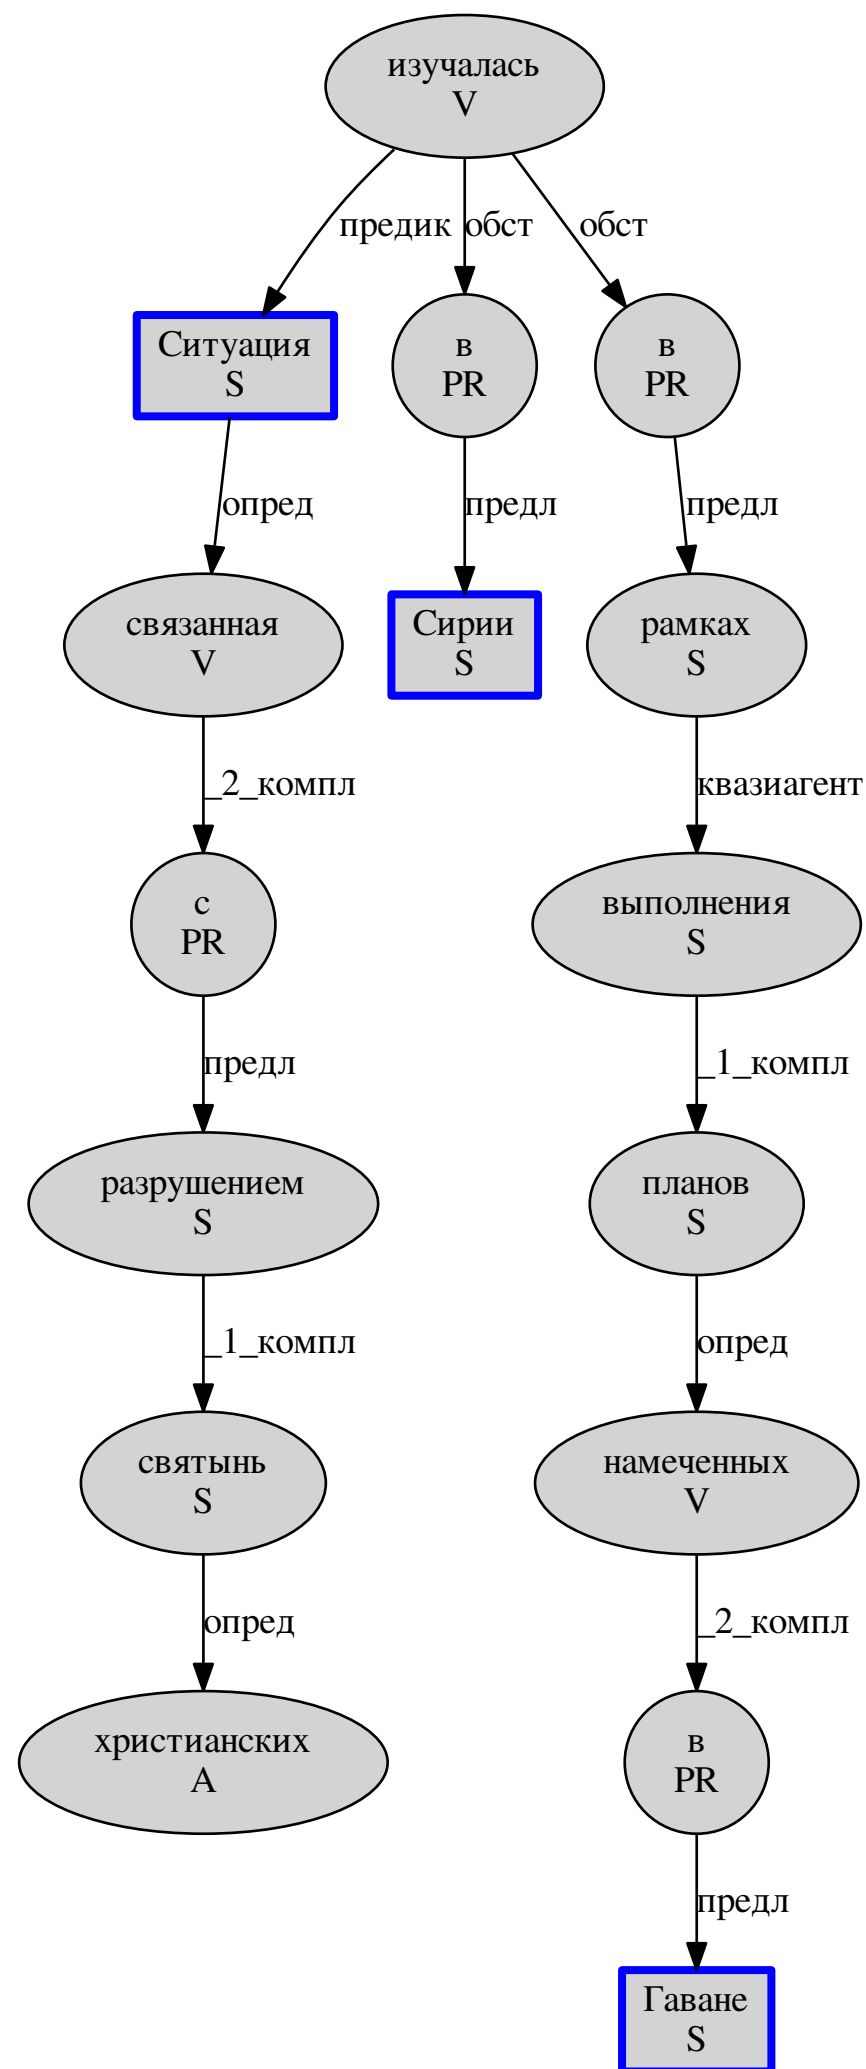 изучалась
V
предик обст обст
Ситуация
S
в
PR
в
PR
опред предл предл
связанная
V
Сирии
S
рамках
S
_2_компл квазиагент
с
PR
выполнения
S
предл _1_компл
разрушением
S
планов
S
_1_компл опред
святынь
S
намеченных
V
опред _2_компл
христианских
A
в
PR
предл
Гаване
S